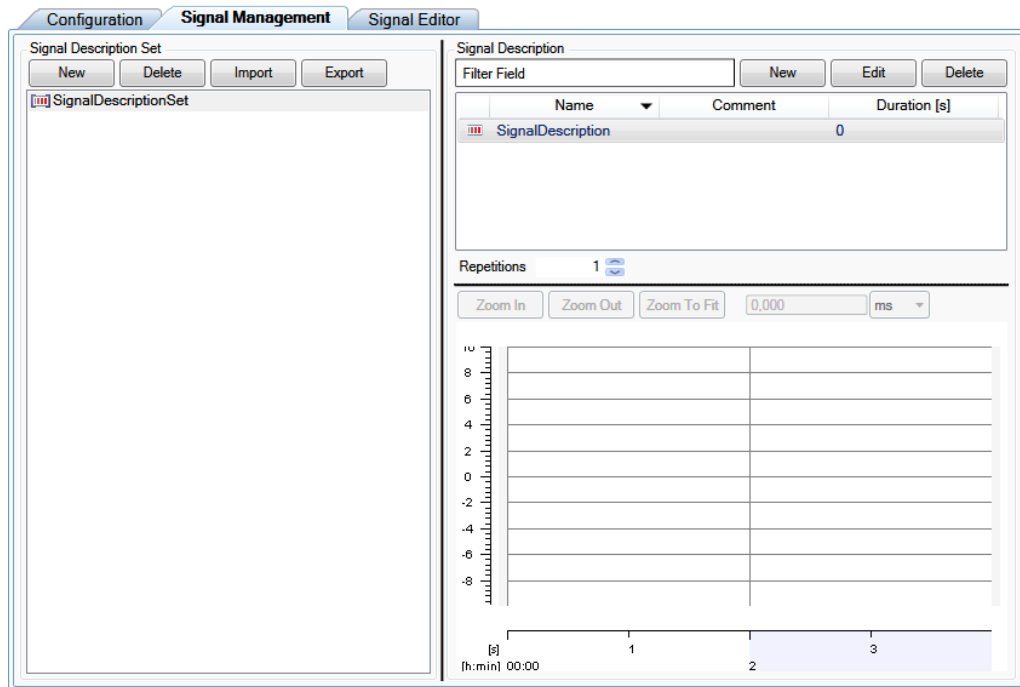 Configuration Signal Management Signal Editor
Signal Description Set
New Delete Import Export
SignalDescriptionSet
Signal Description
Filter Field New Edit Delete
Name Comment Duration [s]
SignalDescription 0
Repetitions 1
Zoom In Zoom Out Zoom To Fit 0,000 ms
10
8
6
4
2
0
-2
-4
-6
-8
[s] 1 3
[h:min] 00:00 2